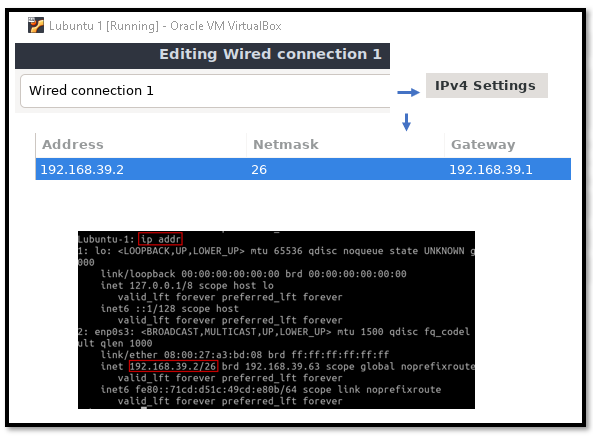 Lubuntu 1 [Running] - Oracle VM VirtualBox
Editing Wired connection 1
Wired connection 1
IPv4 Settings
Address Netmask Gateway
192.168.39.2 26 192.168.39.1
Lubuntu-1: ip addr
1: lo: <LOOPBACK,UP,LOWER_UP> mtu 65536 qdisc noqueue state UNKNOWN g
000
link/loopback 00:00:00:00:00:00 brd 00:00:00:00:00:00
inet 127.0.0.1/8 scope host lo
valid_lft forever preferred_lft forever
inet6 ::1/128 scope host
valid_lft forever preferred_lft forever
2: enp0s3: <BROADCAST,MULTICAST,UP,LOWER_UP> mtu 1500 qdisc fq_codel
ult qlen 1000
link/ether 08:00:27:a3:bd:08 brd ff:ff:ff:ff:ff:ff
inet 192.168.39.2/26 brd 192.168.39.63 scope global noprefixroute
valid_lft forever preferred_lft forever
inet6 fe80::71cd:d51c:49cd:e80b/64 scope link noprefixroute
valid_lft forever preferred_lft forever